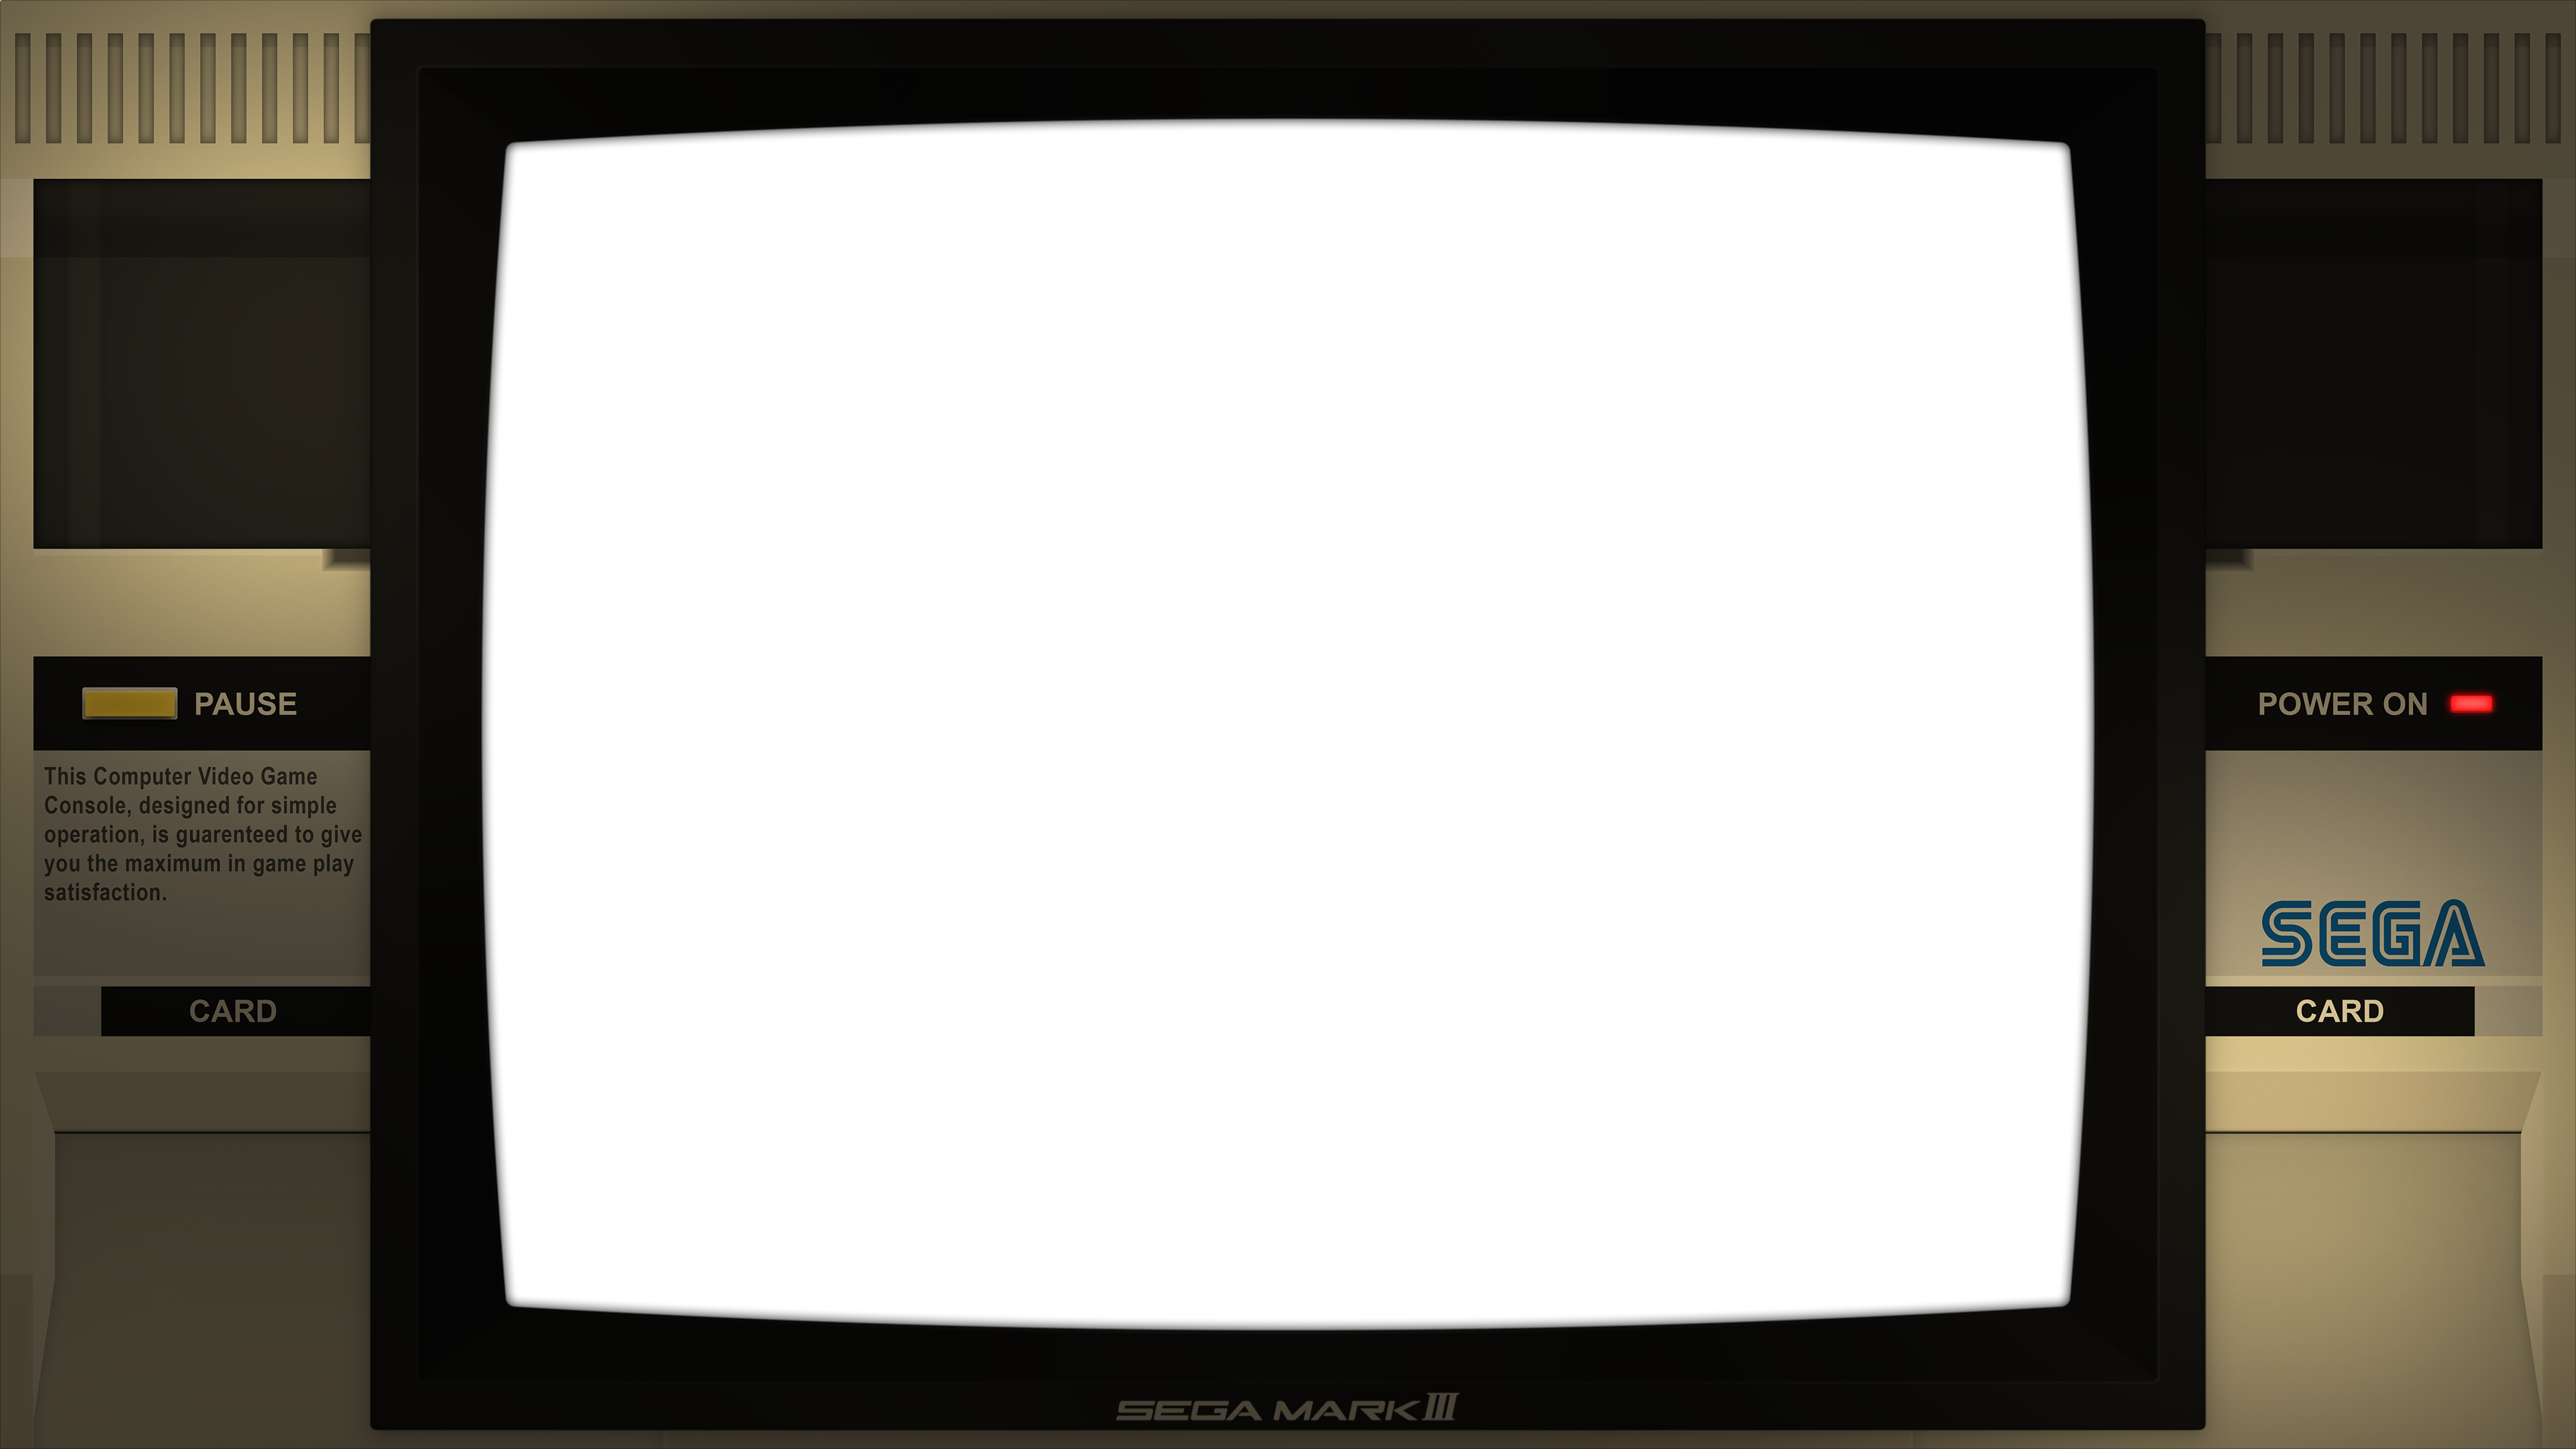 PAUSE
POWER ON
This Computer Video Game
Console, designed for simple
operation, is guarenteed to give
you the maximum in game play
satisfaction.
SEGA
CARD
CARD
SEGA MARK III